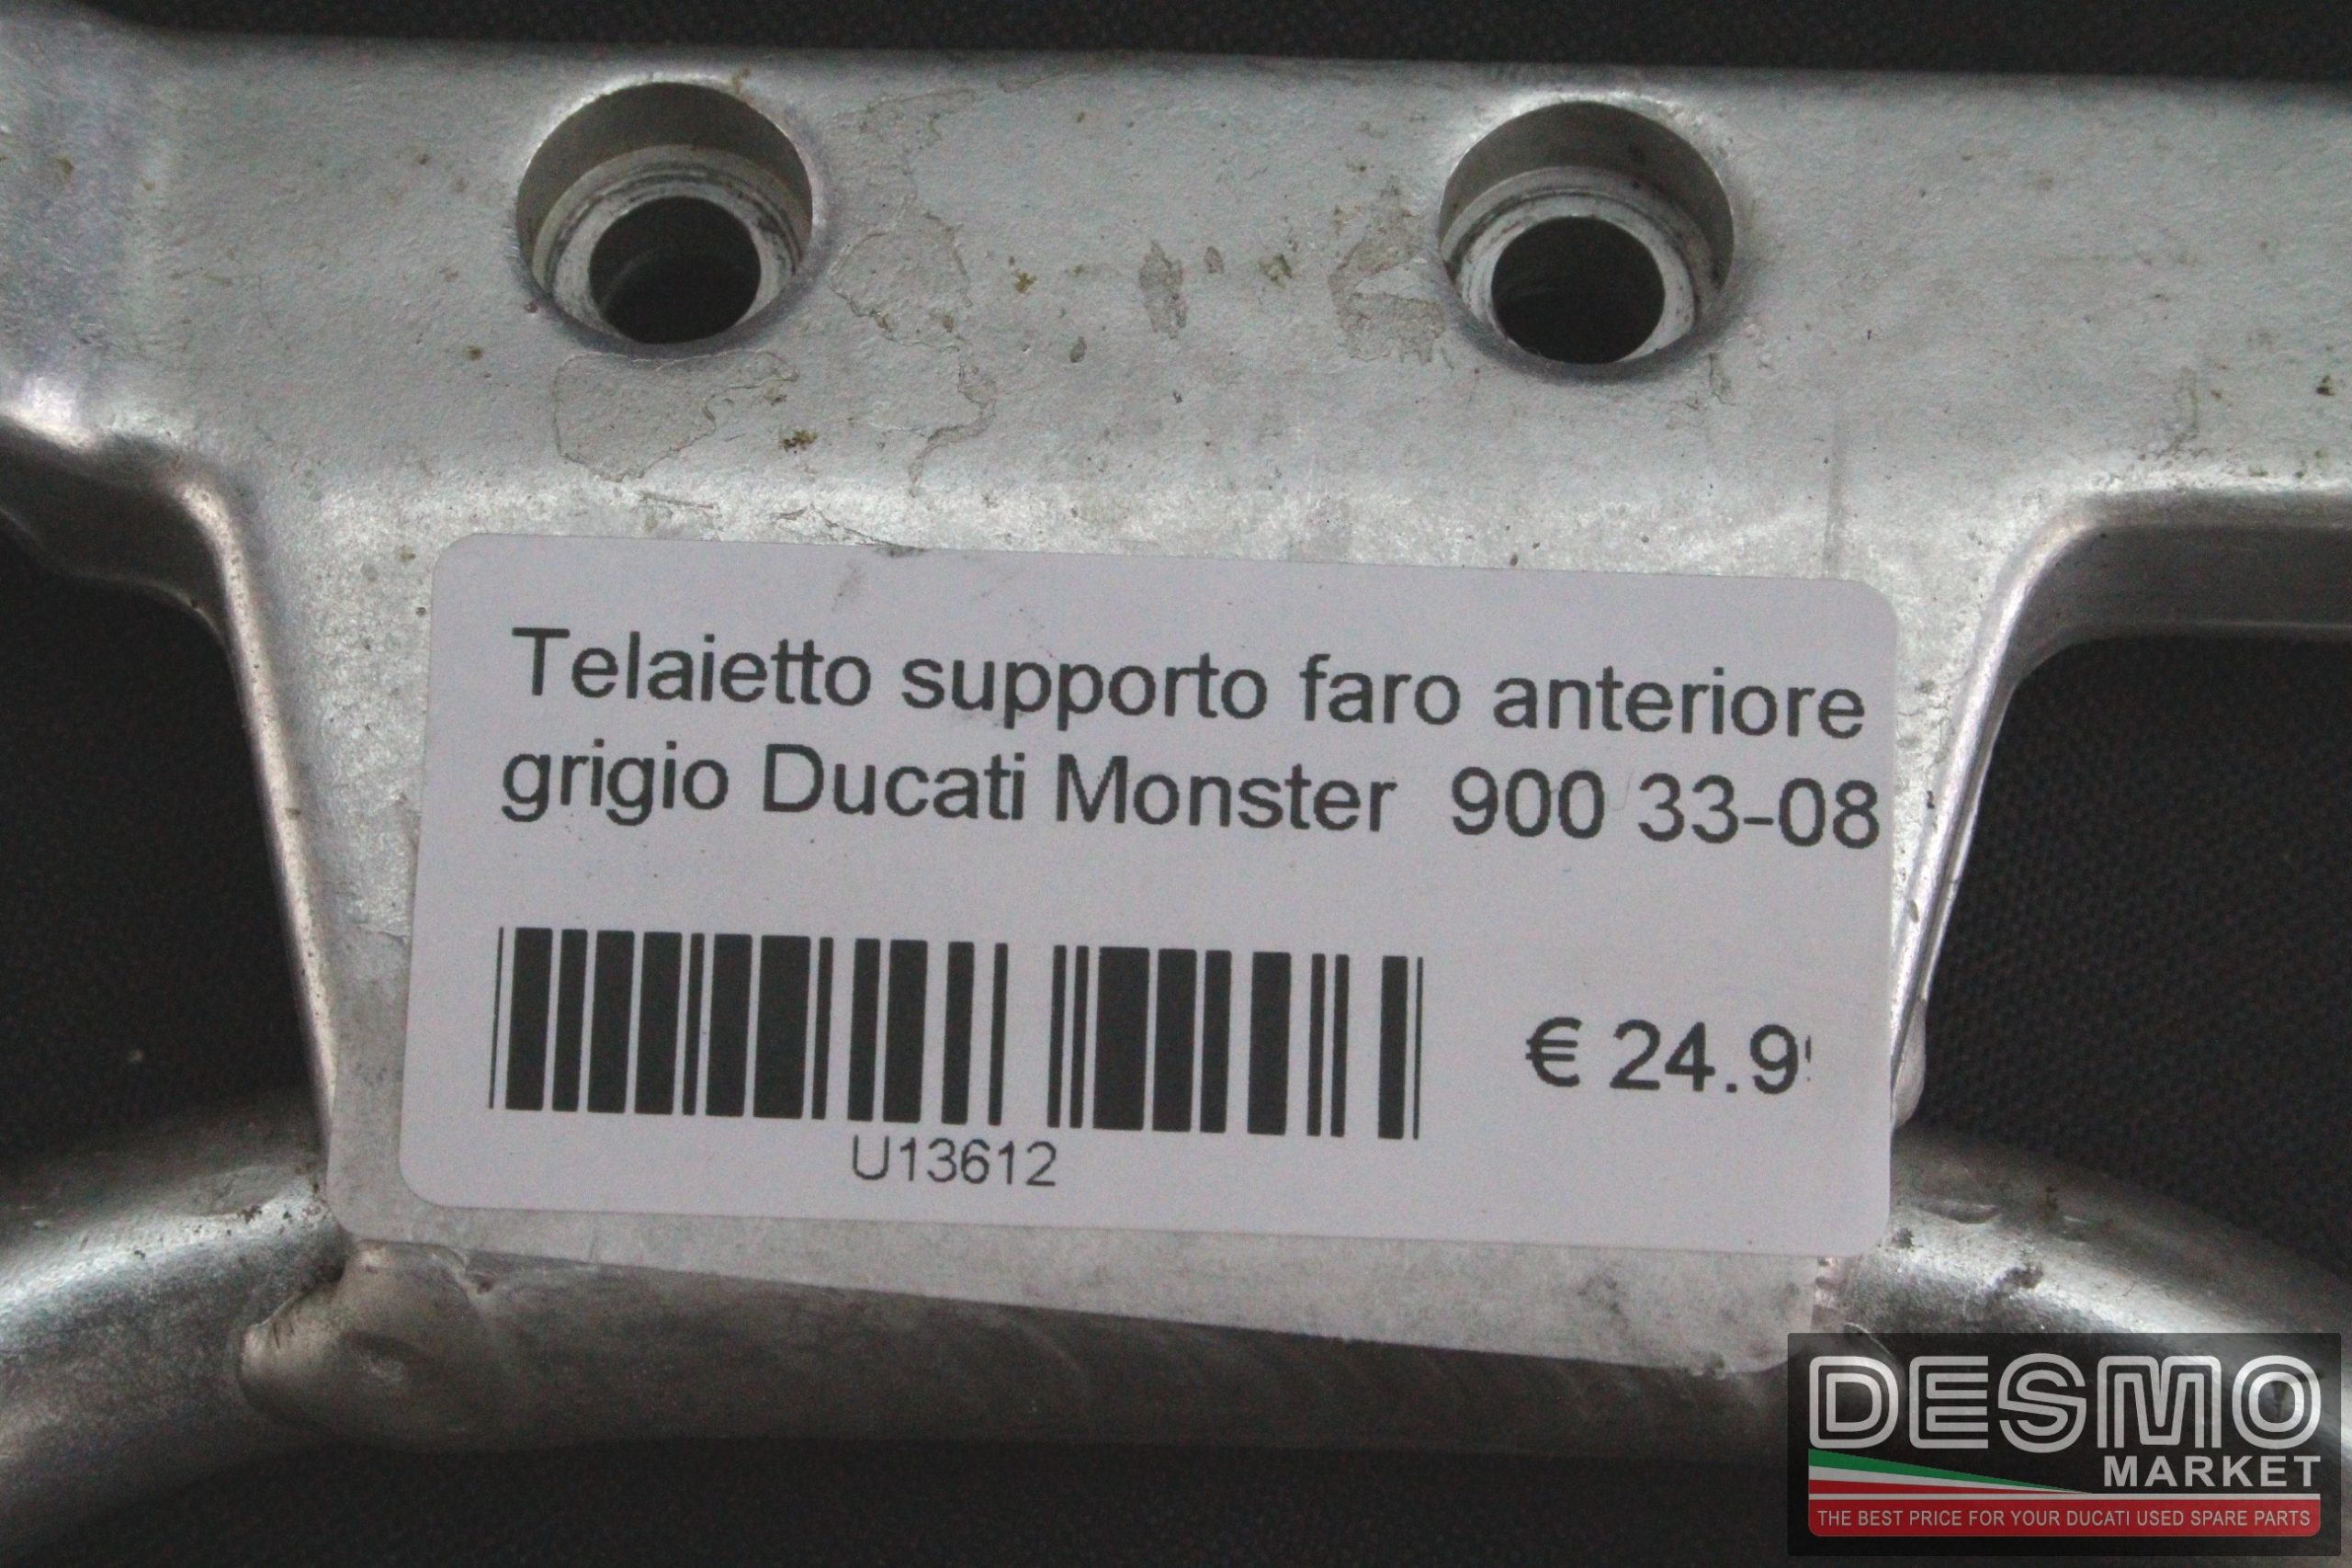 Telaietto supporto faro anteriore
grigio Ducati Monster 900 33-08
€ 24.9
U13612
DESMO
MARKET
THE BEST PRICE FOR YOUR DUCATI USED SPARE PARTS